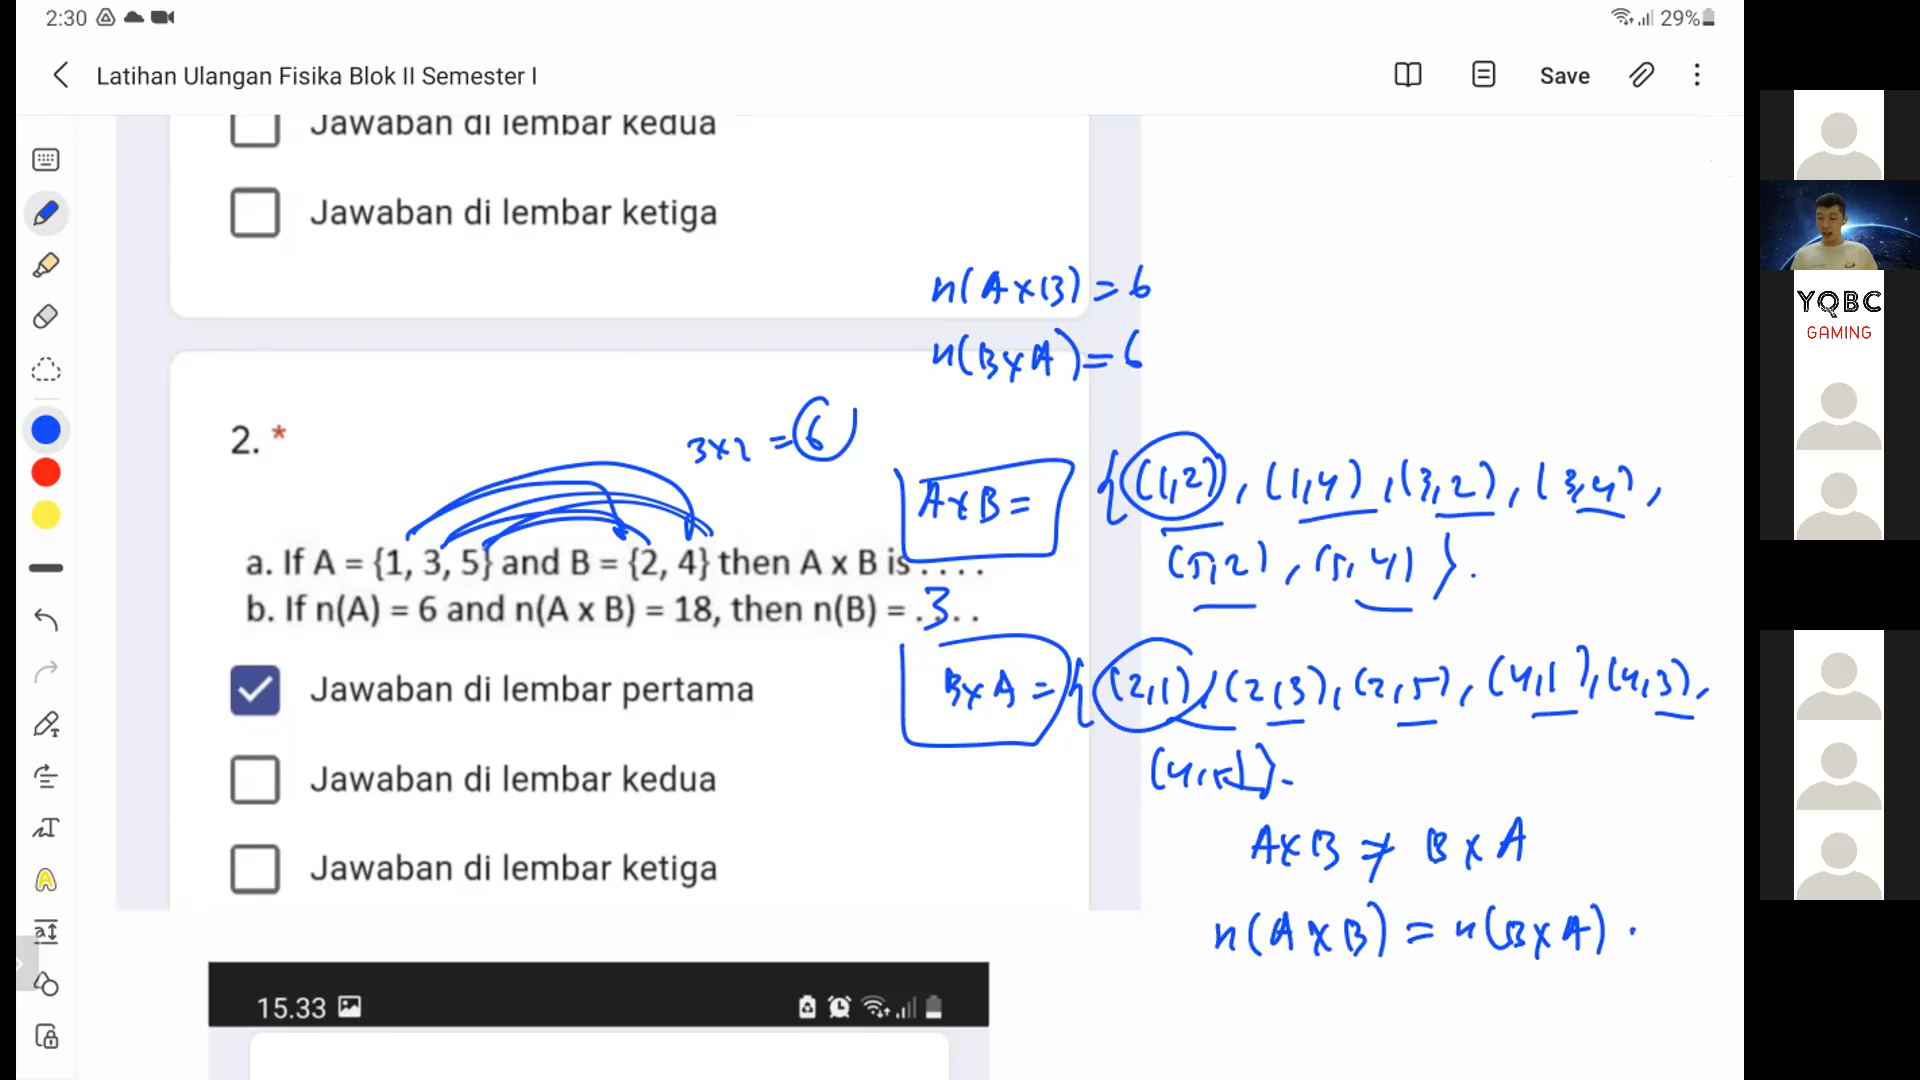 2:30
29%
Latihan Ulangan Fisika Blok II Semester I
Save
Jawaban di lembar kedua
Jawaban di lembar ketiga
n(A×B) = 6
n(B×A) = 6
2. *
3×2 = 6
A×B = {(1,2), (1,4), (3,2), (3,4),
(5,2), (5,4)}.
a. If A = {1, 3, 5} and B = {2, 4} then A x B is . . . .
b. If n(A) = 6 and n(A x B) = 18, then n(B) = .3. .
B×A = {(2,1), (2,3), (2,5), (4,1), (4,3),
(4,5)}.
Jawaban di lembar pertama
Jawaban di lembar kedua
Jawaban di lembar ketiga
A×B ≠ B×A
n(A×B) = n(B×A).
15.33
YQBC
GAMING